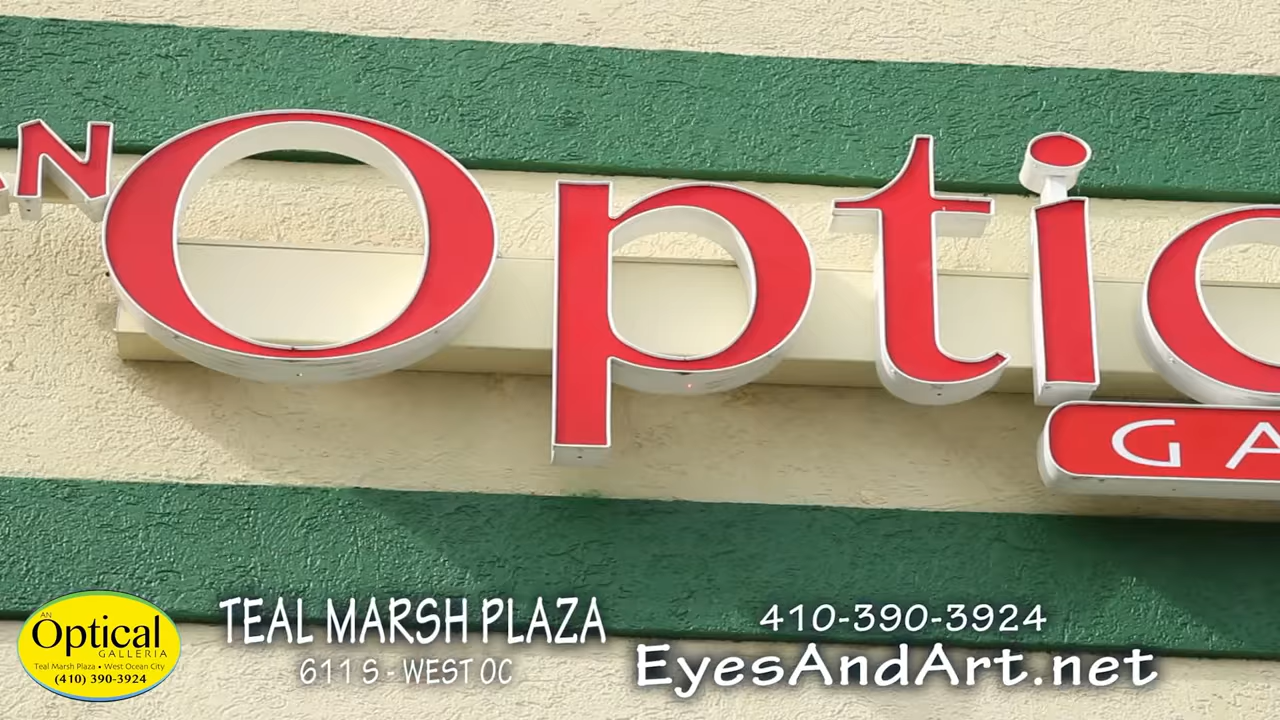 AN Optic
GA
AN
Optical
GALLERIA
Teal Marsh Plaza • West Ocean City
(410) 390-3924
TEAL MARSH PLAZA
611 S - WEST OC
410-390-3924
EyesAndArt.net